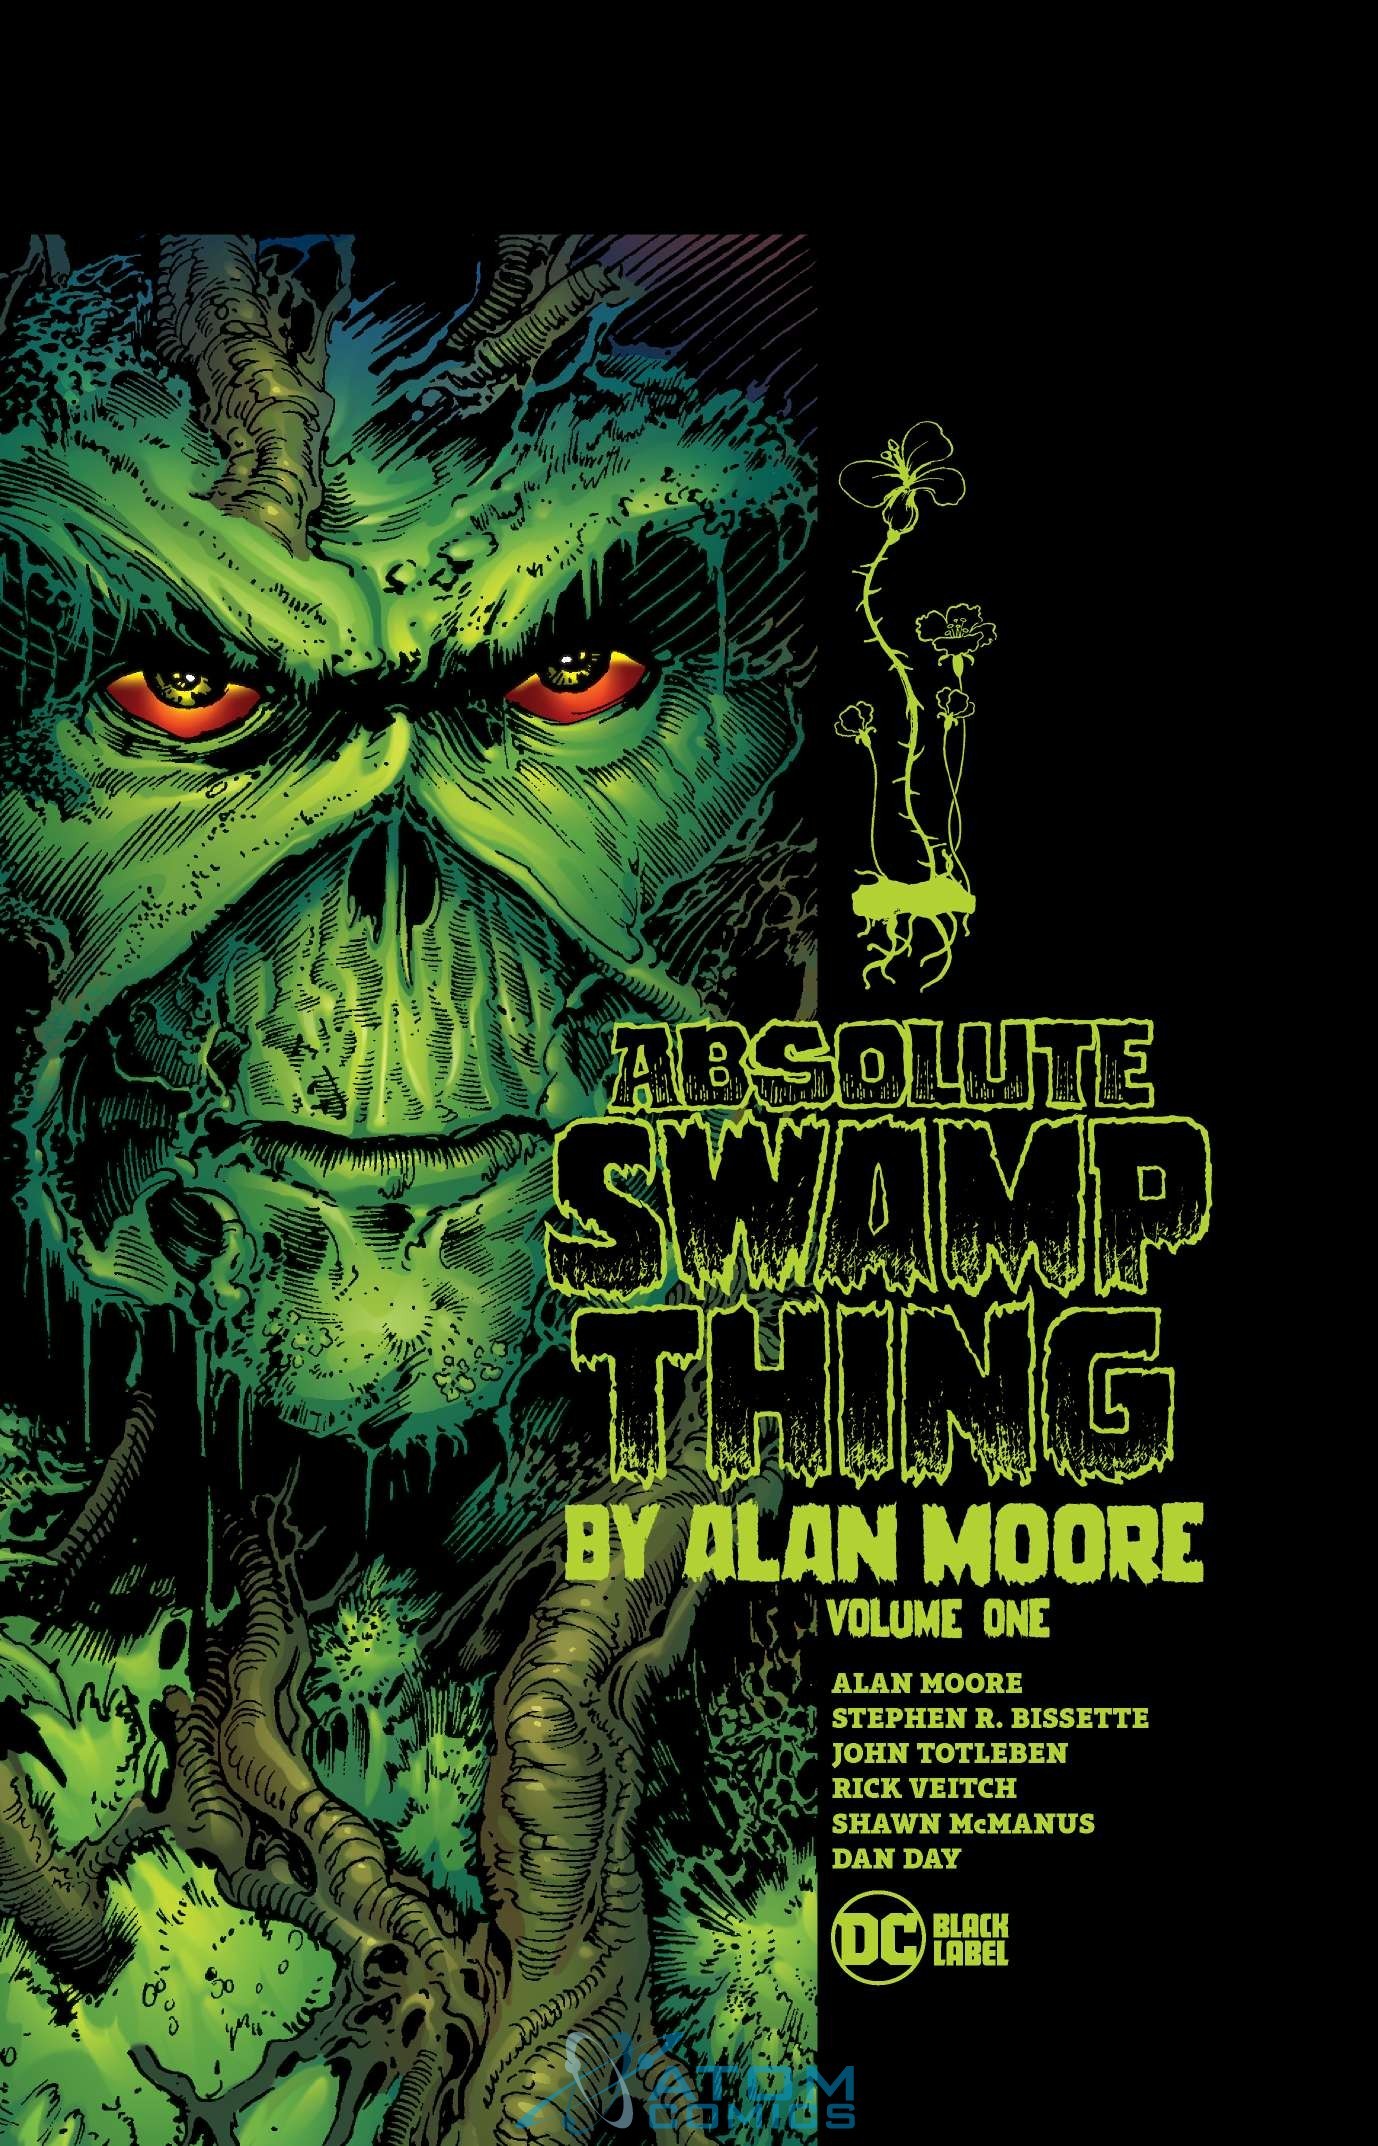 ABSOLUTE
SWAMP
THING
BY ALAN MOORE
VOLUME ONE
ALAN MOORE
STEPHEN R. BISSETTE
JOHN TOTLEBEN
RICK VEITCH
SHAWN McMANUS
DAN DAY
DC BLACK
LABEL
ATOM
COMICS